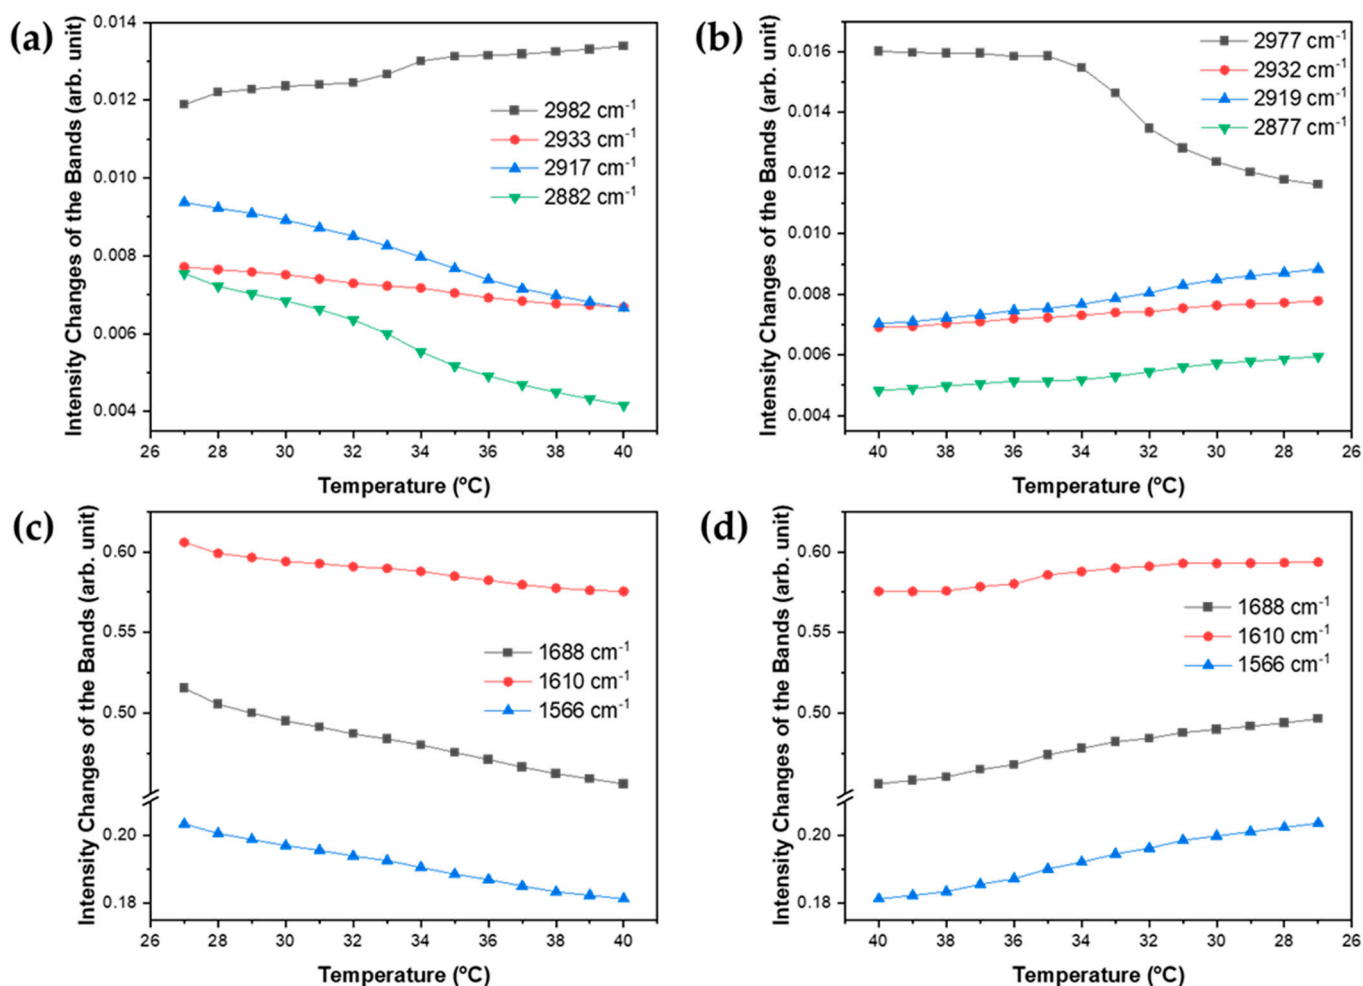 (a)
Intensity Changes of the Bands (arb. unit)
0.014
0.012
0.010
0.008
0.006
0.004
2982 cm⁻¹
2933 cm⁻¹
2917 cm⁻¹
2882 cm⁻¹
26 28 30 32 34 36 38 40
Temperature (ºC)
(b)
Intensity Changes of the Bands (arb. unit)
0.016
0.014
0.012
0.010
0.008
0.006
0.004
2977 cm⁻¹
2932 cm⁻¹
2919 cm⁻¹
2877 cm⁻¹
40 38 36 34 32 30 28 26
Temperature (ºC)
(c)
Intensity Changes of the Bands (arb. unit)
0.60
0.55
0.50
0.20
0.18
1688 cm⁻¹
1610 cm⁻¹
1566 cm⁻¹
26 28 30 32 34 36 38 40
Temperature (ºC)
(d)
Intensity Changes of the Bands (arb. unit)
0.60
0.55
0.50
0.20
0.18
1688 cm⁻¹
1610 cm⁻¹
1566 cm⁻¹
40 38 36 34 32 30 28 26
Temperature (ºC)